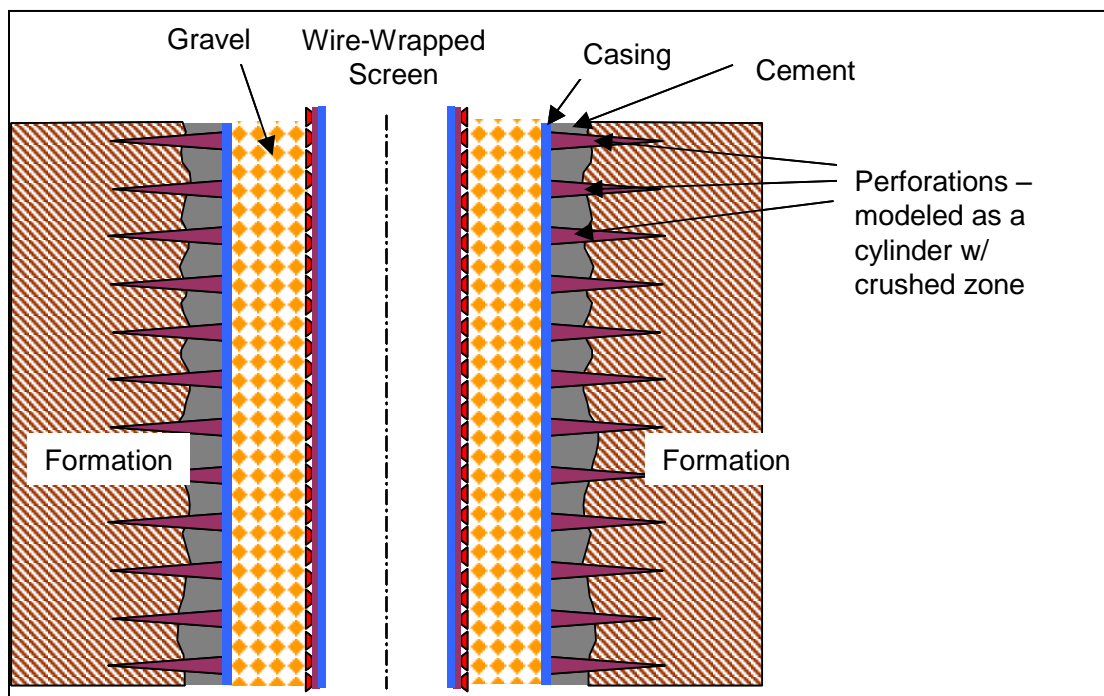 Gravel
Wire-Wrapped
Screen
Casing
Cement
Perforations –
modeled as a
cylinder w/
crushed zone
Formation
Formation